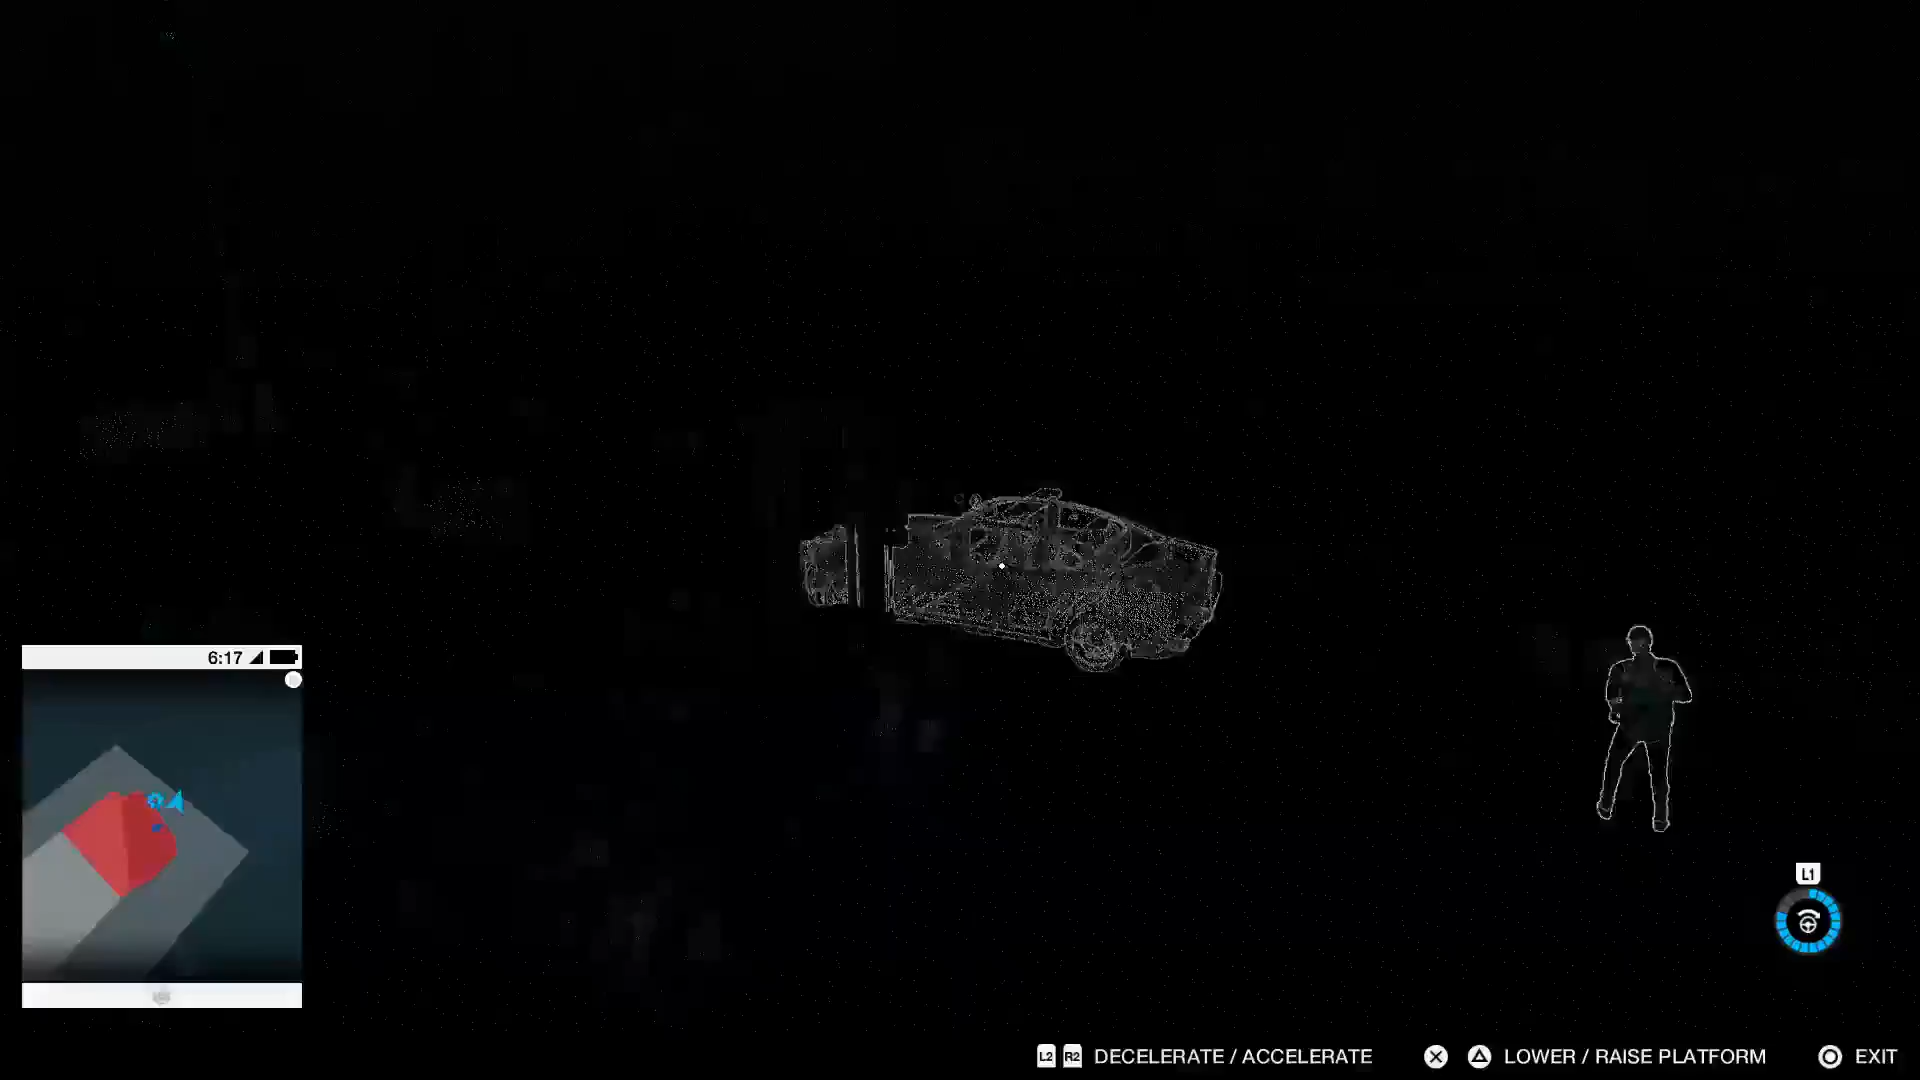 6:17
L1
L2 R2 DECELERATE / ACCELERATE LOWER / RAISE PLATFORM EXIT